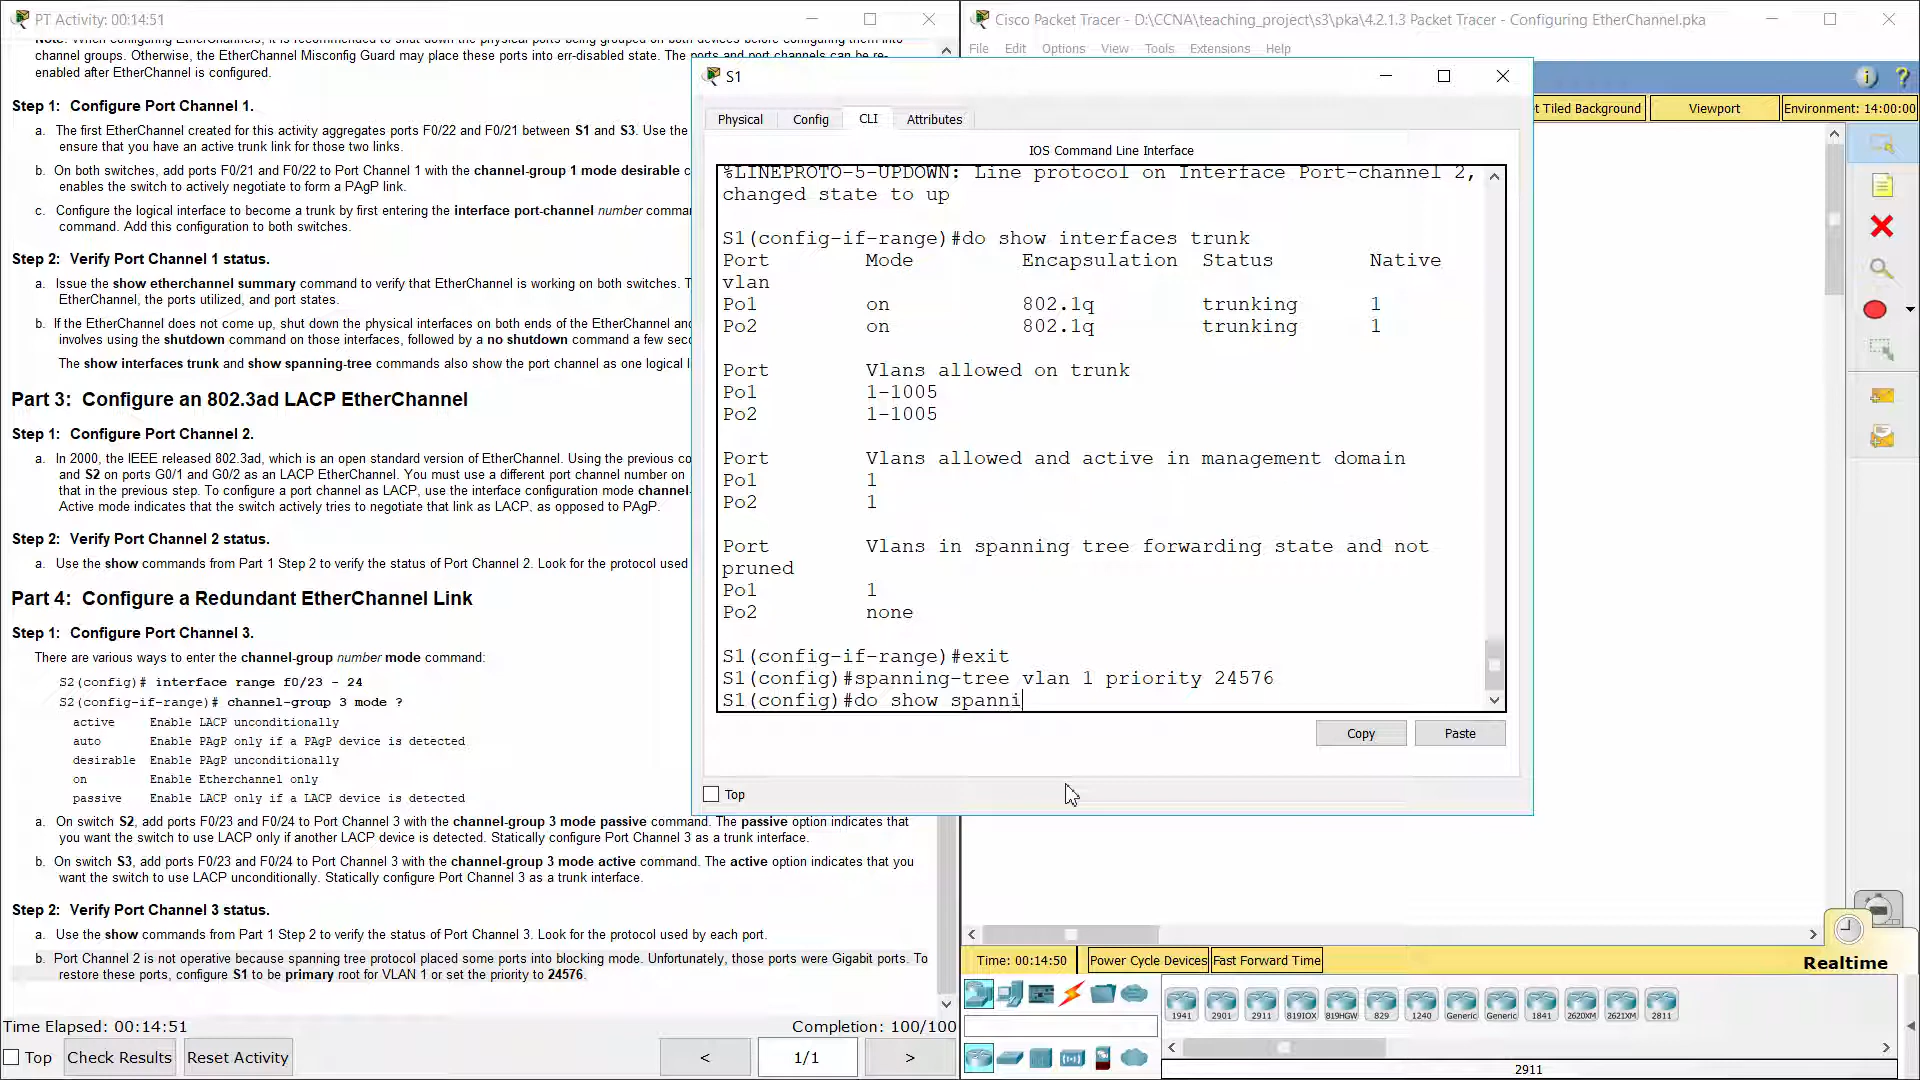 PT Activity: 00:14:51
channel groups. Otherwise, the EtherChannel Misconfig Guard may place these ports into err-disabled state. The ports and port channels can be re-
enabled after EtherChannel is configured.
Step 1: Configure Port Channel 1.
a. The first EtherChannel created for this activity aggregates ports F0/22 and F0/21 between S1 and S3. Use the
ensure that you have an active trunk link for those two links.
b. On both switches, add ports F0/21 and F0/22 to Port Channel 1 with the channel-group 1 mode desirable c
enables the switch to actively negotiate to form a PAgP link.
c. Configure the logical interface to become a trunk by first entering the interface port-channel number comma
command. Add this configuration to both switches.
Step 2: Verify Port Channel 1 status.
a. Issue the show etherchannel summary command to verify that EtherChannel is working on both switches. T
EtherChannel, the ports utilized, and port states.
b. If the EtherChannel does not come up, shut down the physical interfaces on both ends of the EtherChannel and
involves using the shutdown command on those interfaces, followed by a no shutdown command a few sec
The show interfaces trunk and show spanning-tree commands also show the port channel as one logical l
Part 3: Configure an 802.3ad LACP EtherChannel
Step 1: Configure Port Channel 2.
a. In 2000, the IEEE released 802.3ad, which is an open standard version of EtherChannel. Using the previous co
and S2 on ports G0/1 and G0/2 as an LACP EtherChannel. You must use a different port channel number on
that in the previous step. To configure a port channel as LACP, use the interface configuration mode channel-
Active mode indicates that the switch actively tries to negotiate that link as LACP, as opposed to PAgP.
Step 2: Verify Port Channel 2 status.
a. Use the show commands from Part 1 Step 2 to verify the status of Port Channel 2. Look for the protocol used
Part 4: Configure a Redundant EtherChannel Link
Step 1: Configure Port Channel 3.
There are various ways to enter the channel-group number mode command:
S2(config)# interface range f0/23 - 24
S2(config-if-range)# channel-group 3 mode ?
active Enable LACP unconditionally
auto Enable PAgP only if a PAgP device is detected
desirable Enable PAgP unconditionally
on Enable Etherchannel only
passive Enable LACP only if a LACP device is detected
a. On switch S2, add ports F0/23 and F0/24 to Port Channel 3 with the channel-group 3 mode passive command. The passive option indicates that
you want the switch to use LACP only if another LACP device is detected. Statically configure Port Channel 3 as a trunk interface.
b. On switch S3, add ports F0/23 and F0/24 to Port Channel 3 with the channel-group 3 mode active command. The active option indicates that you
want the switch to use LACP unconditionally. Statically configure Port Channel 3 as a trunk interface.
Step 2: Verify Port Channel 3 status.
a. Use the show commands from Part 1 Step 2 to verify the status of Port Channel 3. Look for the protocol used by each port.
b. Port Channel 2 is not operative because spanning tree protocol placed some ports into blocking mode. Unfortunately, those ports were Gigabit ports. To
restore these ports, configure S1 to be primary root for VLAN 1 or set the priority to 24576.
Time Elapsed: 00:14:51 Completion: 100/100
Top Check Results Reset Activity < 1/1 >
Cisco Packet Tracer - D:\CCNA\teaching_project\s3\pka\4.2.1.3 Packet Tracer - Configuring EtherChannel.pka
File Edit Options View Tools Extensions Help
t Tiled Background Viewport Environment: 14:00:00
S1
Physical Config CLI Attributes
IOS Command Line Interface
%LINEPROTO-5-UPDOWN: Line protocol on Interface Port-channel 2,
changed state to up
S1(config-if-range)#do show interfaces trunk
Port Mode Encapsulation Status Native
vlan
Po1 on 802.1q trunking 1
Po2 on 802.1q trunking 1
Port Vlans allowed on trunk
Po1 1-1005
Po2 1-1005
Port Vlans allowed and active in management domain
Po1 1
Po2 1
Port Vlans in spanning tree forwarding state and not
pruned
Po1 1
Po2 none
S1(config-if-range)#exit
S1(config)#spanning-tree vlan 1 priority 24576
S1(config)#do show spanni
Copy Paste
Top
Time: 00:14:50 Power Cycle Devices Fast Forward Time
Realtime
1941 2901 2911 819IOX 819HGW 829 1240 Generic Generic 1841 2620XM 2621XM 2811
2911